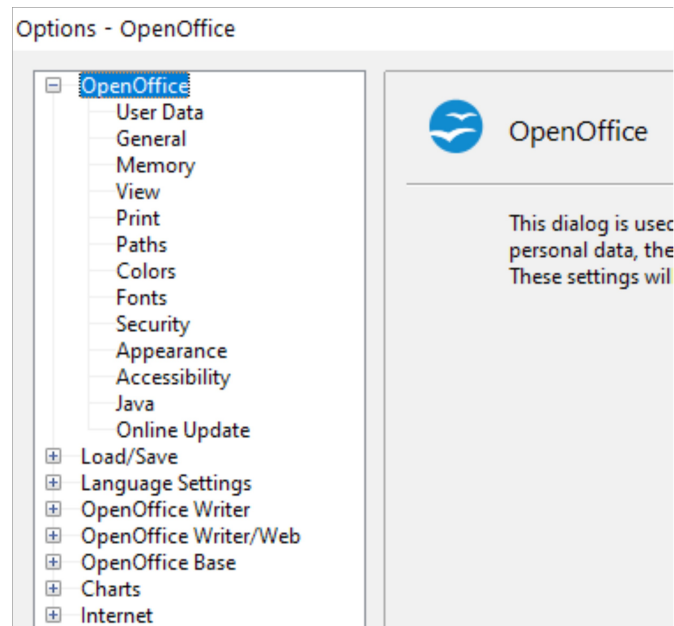 Options - OpenOffice
OpenOffice
User Data
General
Memory
View
Print
Paths
Colors
Fonts
Security
Appearance
Accessibility
Java
Online Update
Load/Save
Language Settings
OpenOffice Writer
OpenOffice Writer/Web
OpenOffice Base
Charts
Internet
OpenOffice
This dialog is used
personal data, the
These settings wil